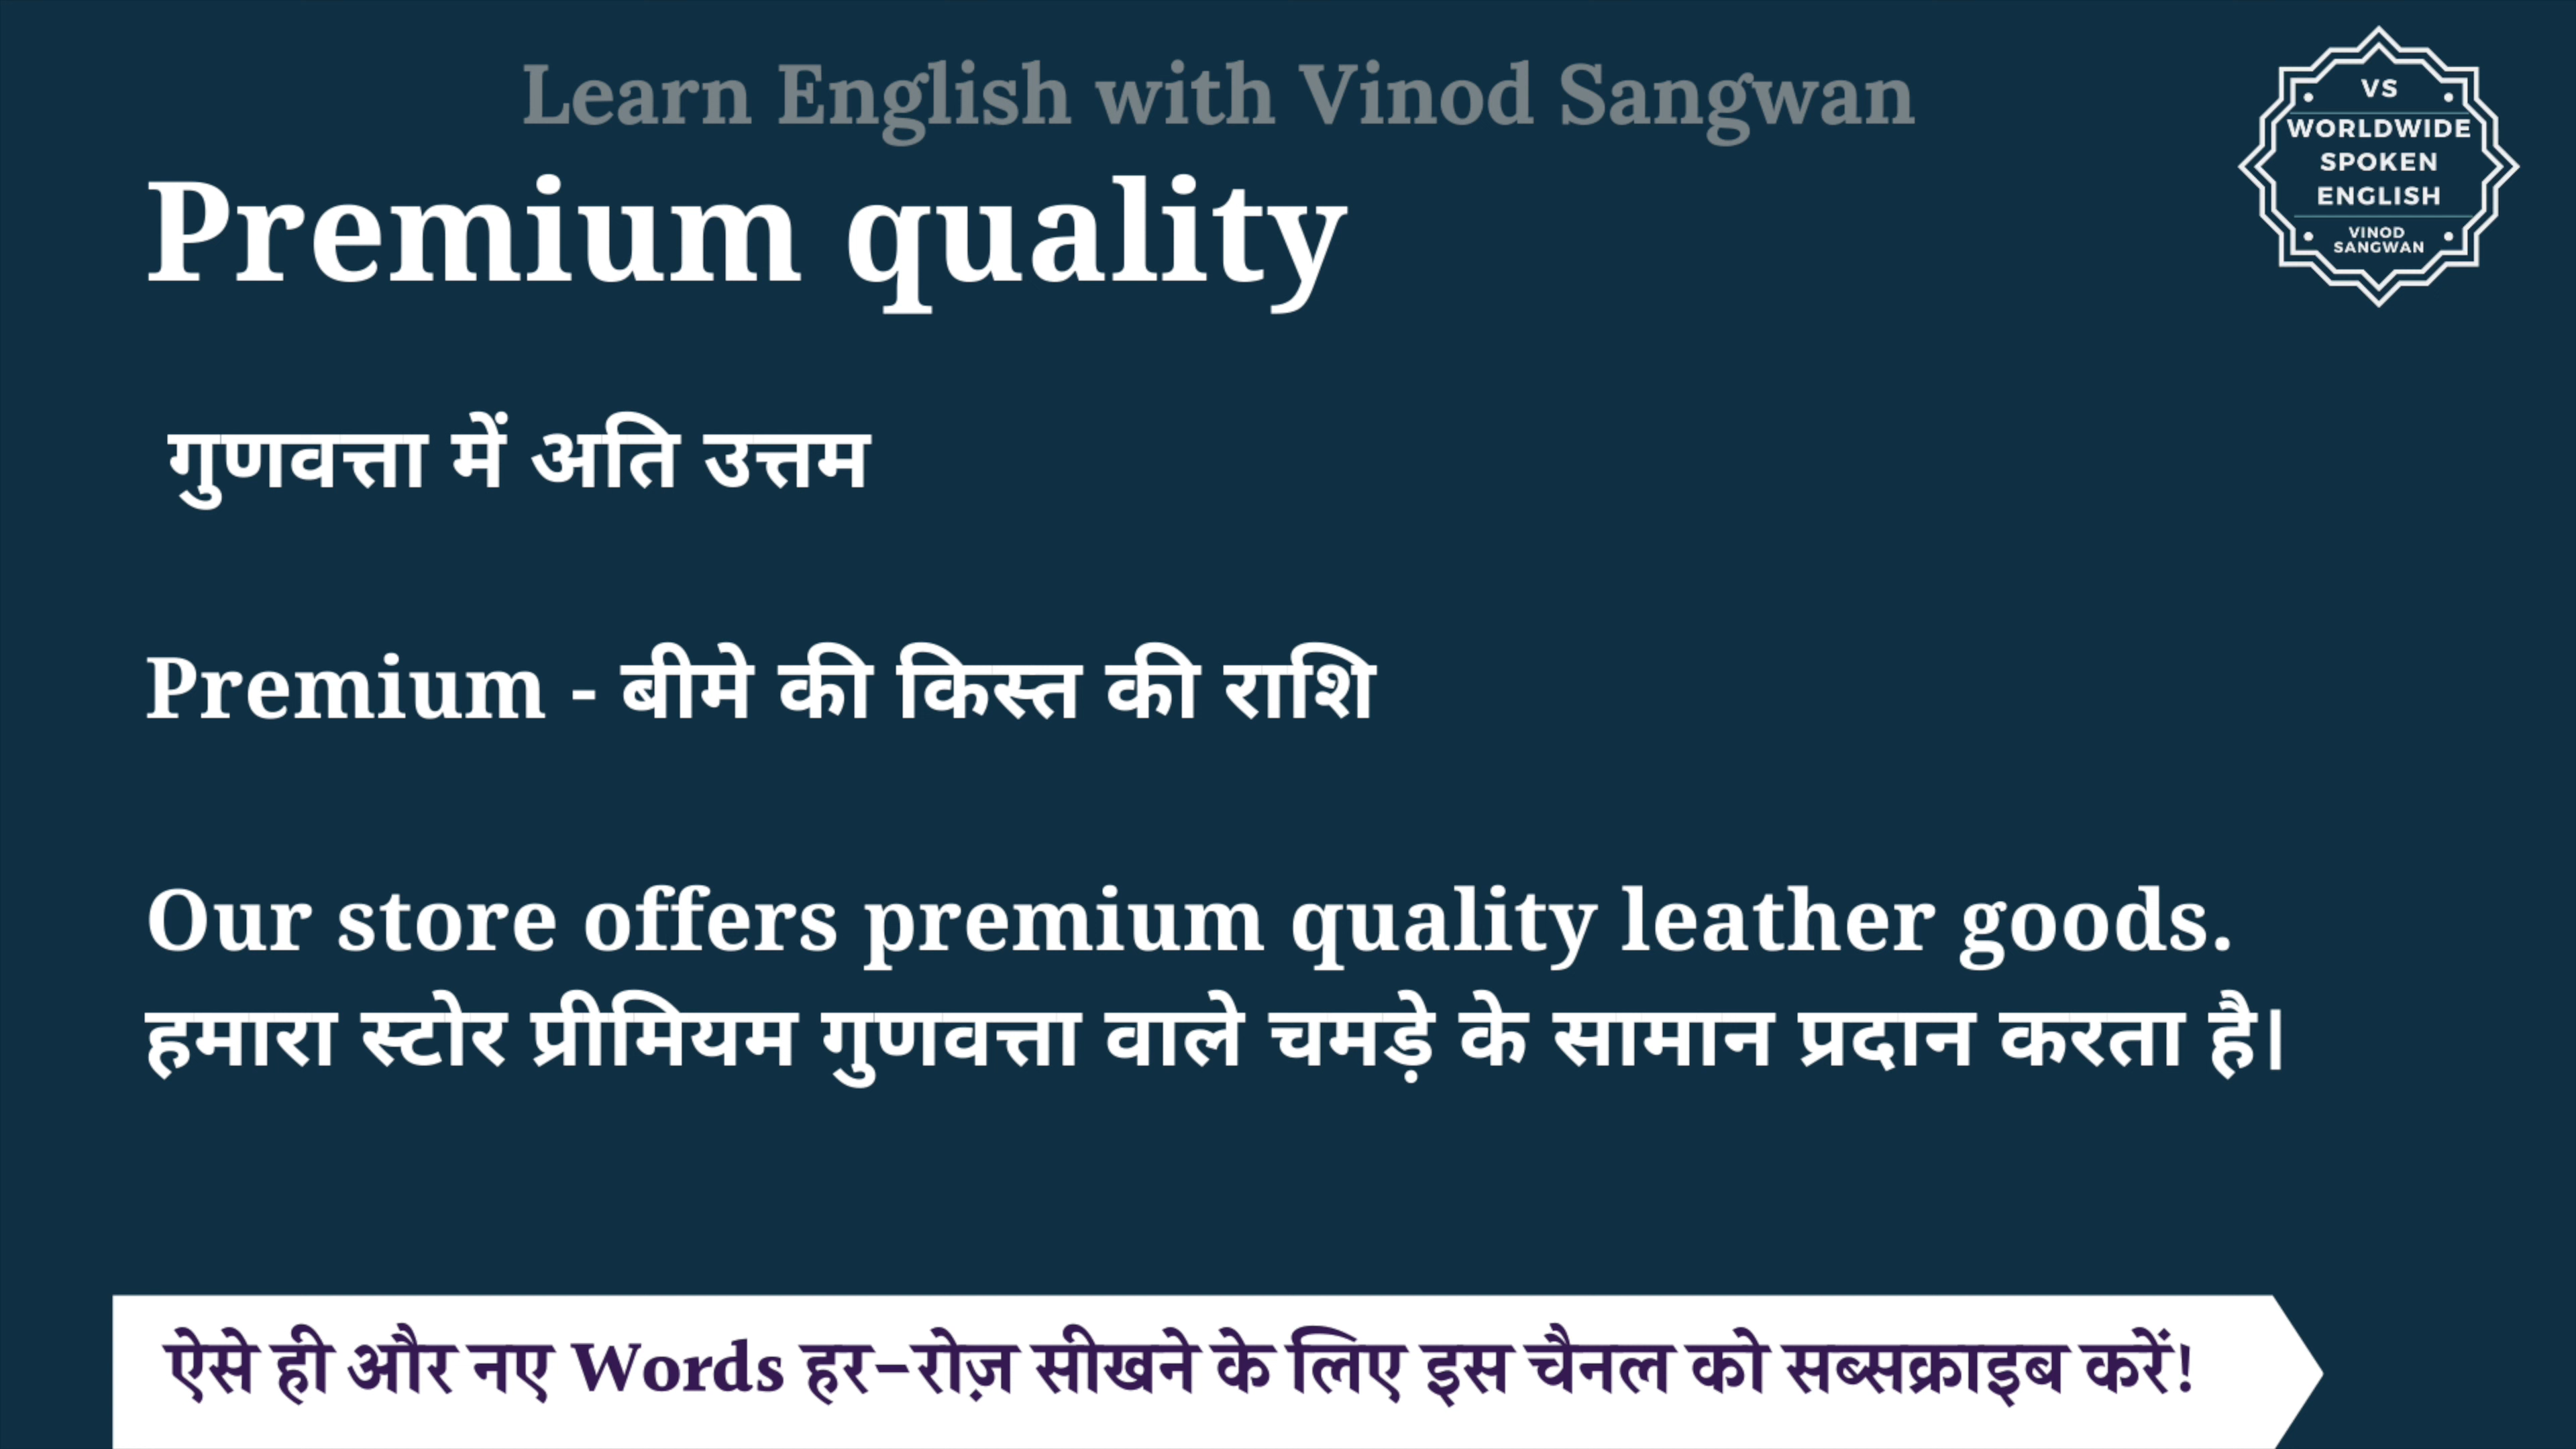 Learn English with Vinod Sangwan
VS
WORLDWIDE
SPOKEN
ENGLISH
VINOD
SANGWAN
Premium quality
गुणवत्ता में अति उत्तम
Premium - बीमे की किस्त की राशि
Our store offers premium quality leather goods.
हमारा स्टोर प्रीमियम गुणवत्ता वाले चमड़े के सामान प्रदान करता है।
ऐसे ही और नए Words हर-रोज़ सीखने के लिए इस चैनल को सब्सक्राइब करें!